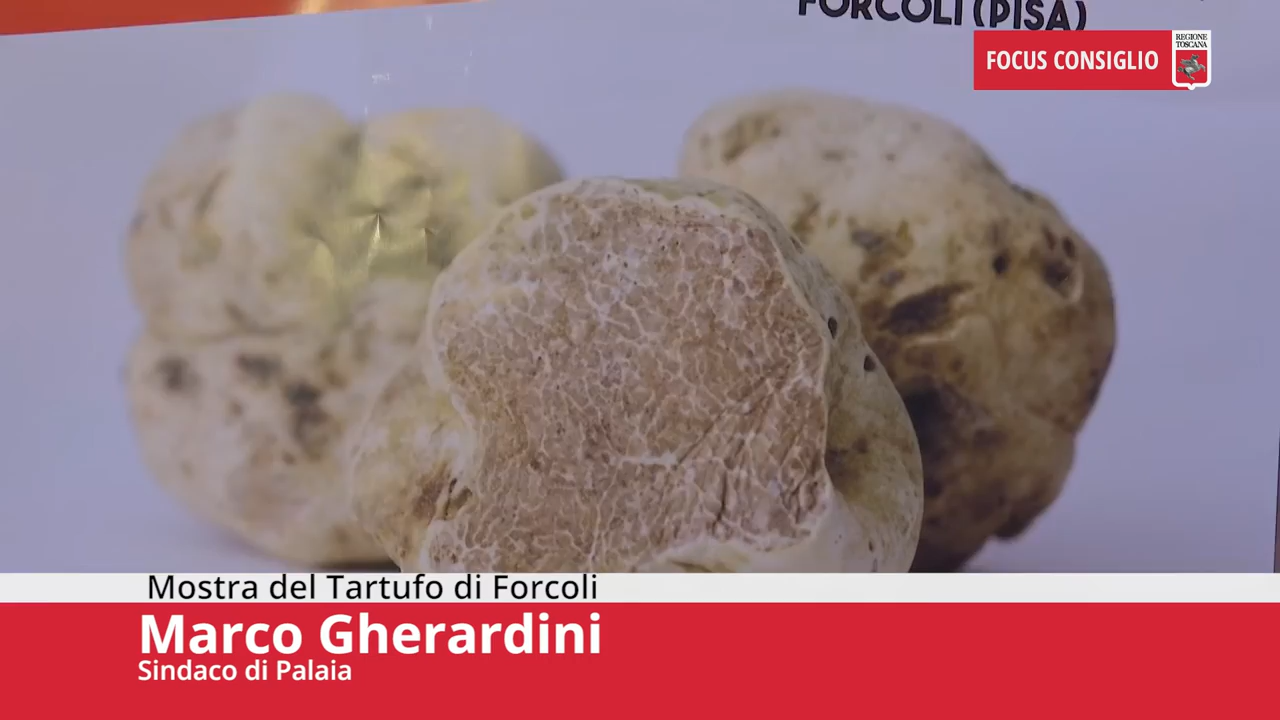 FORCOLI (PISA)
FOCUS CONSIGLIO
REGIONE
TOSCANA
Mostra del Tartufo di Forcoli
Marco Gherardini
Sindaco di Palaia